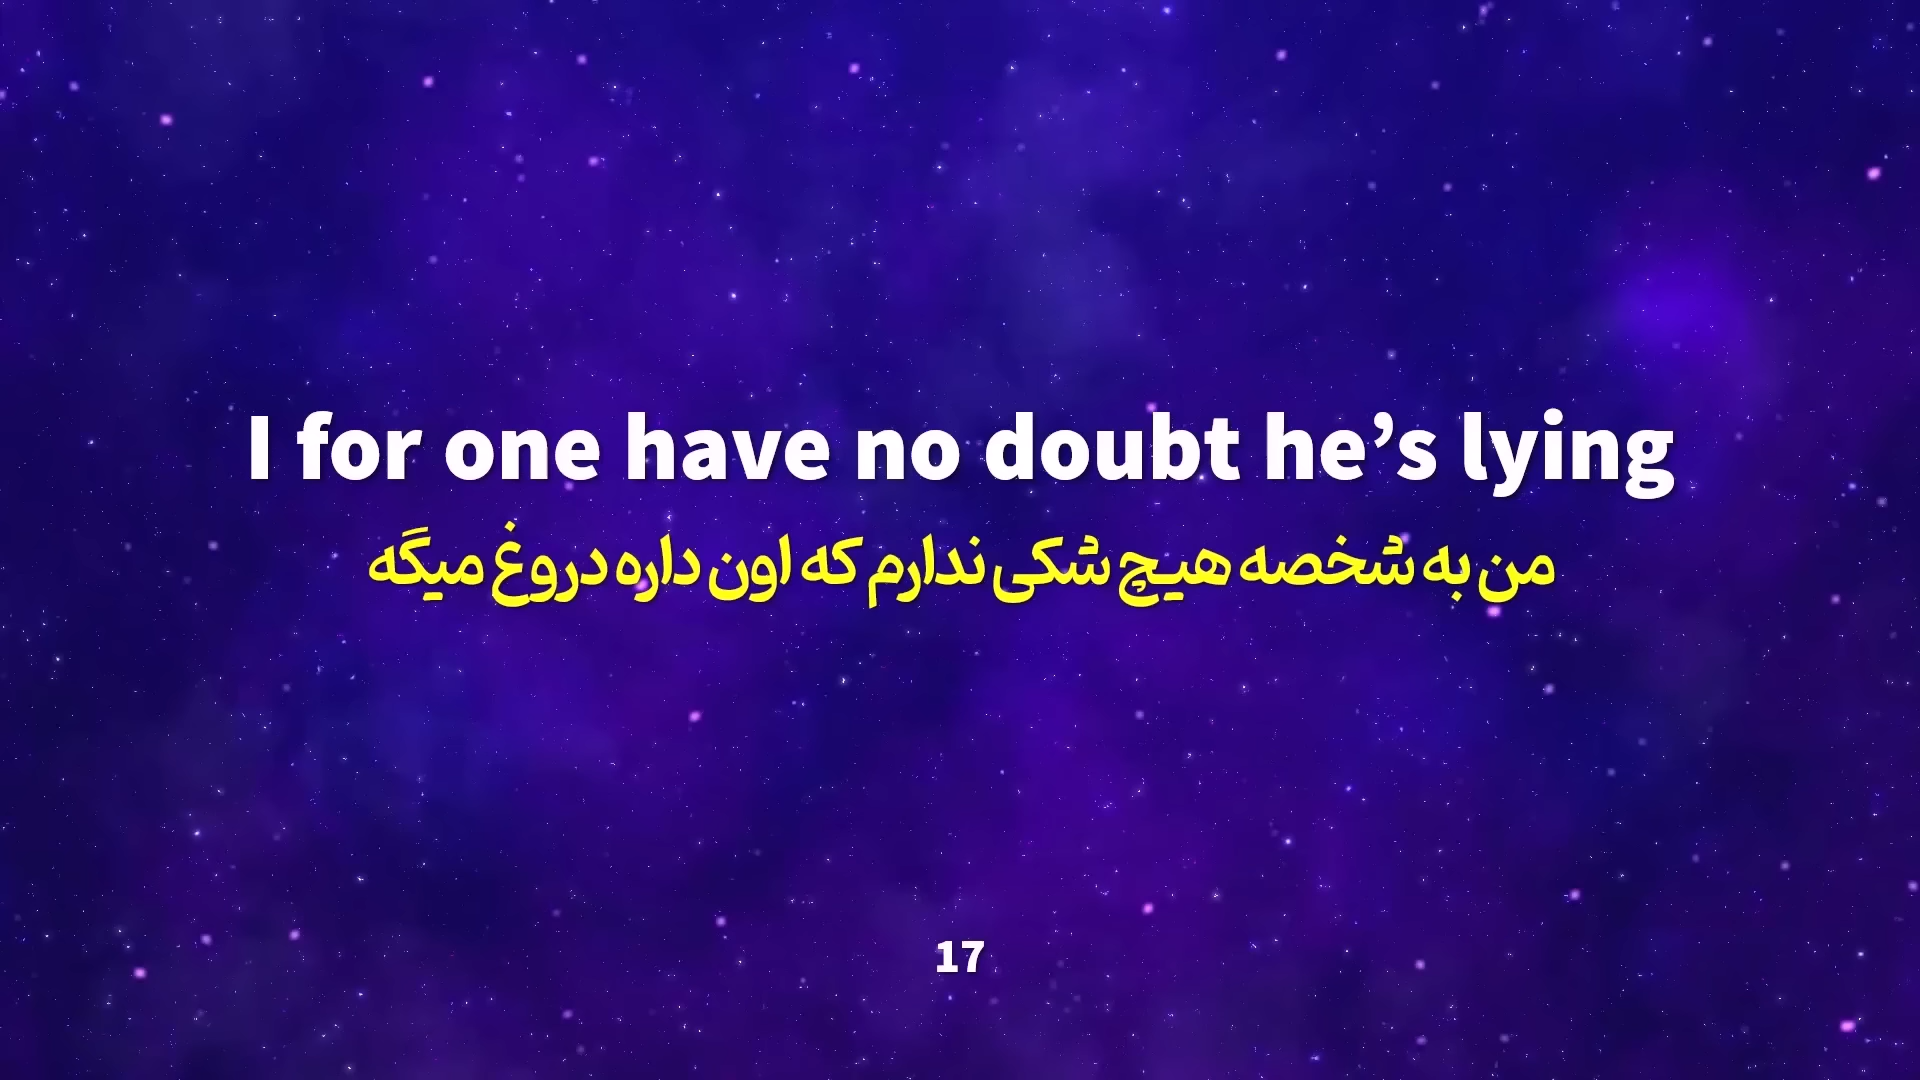 I for one have no doubt he’s lying
من به شخصه هیچ شکی ندارم که اون داره دروغ میگه
17